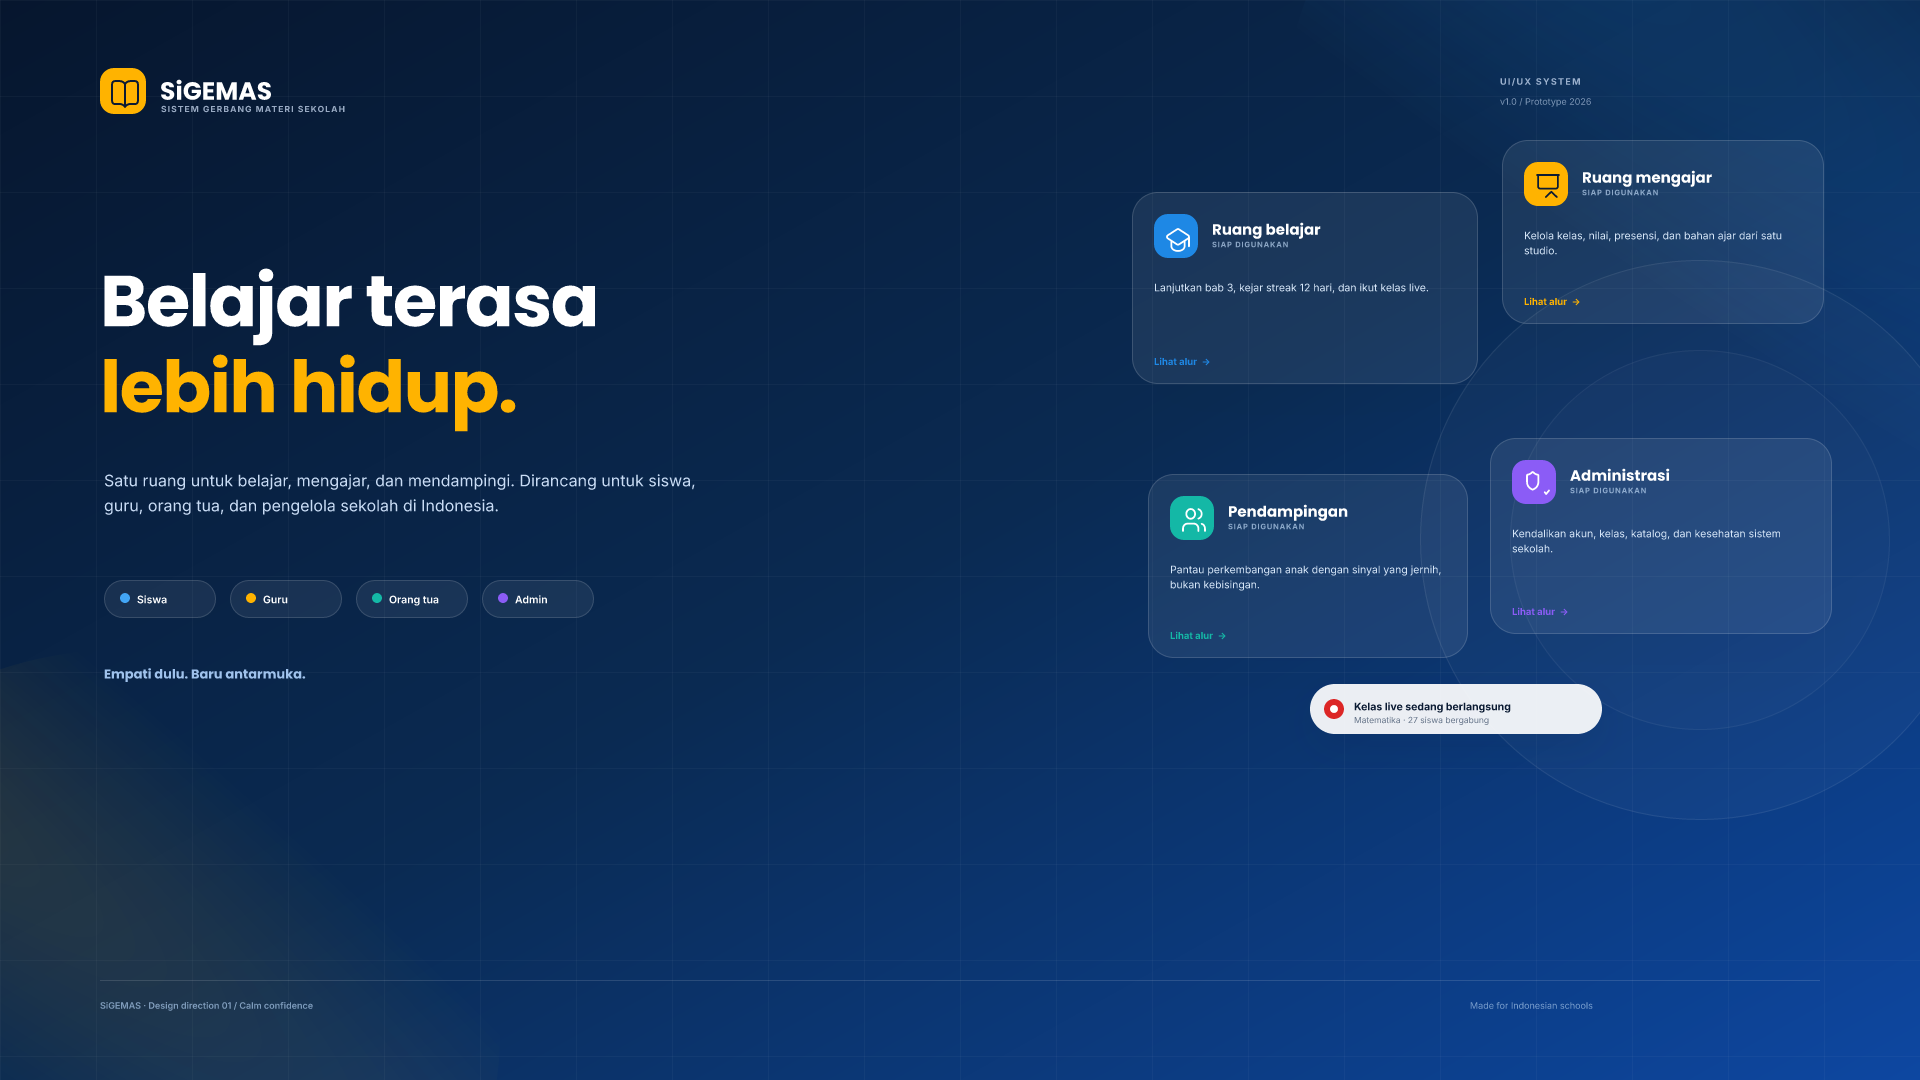 SiGEMAS
SISTEM GERBANG MATERI SEKOLAH
UI/UX SYSTEM
v1.0 / Prototype 2026
Belajar terasa
lebih hidup.
Satu ruang untuk belajar, mengajar, dan mendampingi. Dirancang untuk siswa,
guru, orang tua, dan pengelola sekolah di Indonesia.
Siswa
Guru
Orang tua
Admin
Empati dulu. Baru antarmuka.
Ruang belajar
SIAP DIGUNAKAN
Lanjutkan bab 3, kejar streak 12 hari, dan ikut kelas live.
Lihat alur →
Ruang mengajar
SIAP DIGUNAKAN
Kelola kelas, nilai, presensi, dan bahan ajar dari satu
studio.
Lihat alur →
Pendampingan
SIAP DIGUNAKAN
Pantau perkembangan anak dengan sinyal yang jernih,
bukan kebisingan.
Lihat alur →
Administrasi
SIAP DIGUNAKAN
Kendalikan akun, kelas, katalog, dan kesehatan sistem
sekolah.
Lihat alur →
Kelas live sedang berlangsung
Matematika · 27 siswa bergabung
SiGEMAS · Design direction 01 / Calm confidence
Made for Indonesian schools